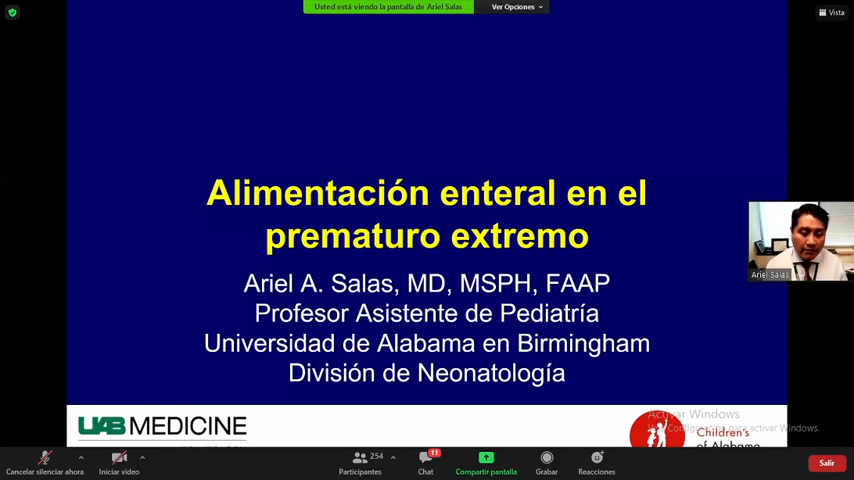 Usted está viendo la pantalla de Ariel Salas
Ver Opciones
Vista
Alimentación enteral en el
prematuro extremo
Ariel A. Salas, MD, MSPH, FAAP
Profesor Asistente de Pediatría
Universidad de Alabama en Birmingham
División de Neonatología
Ariel Salas
UAB MEDICINE
Children's
of Alabama
Activar Windows
Configuración para activar Windows.
Cancelar silenciar ahora
Iniciar video
254
Participantes
11
Chat
Compartir pantalla
Grabar
Reacciones
Salir